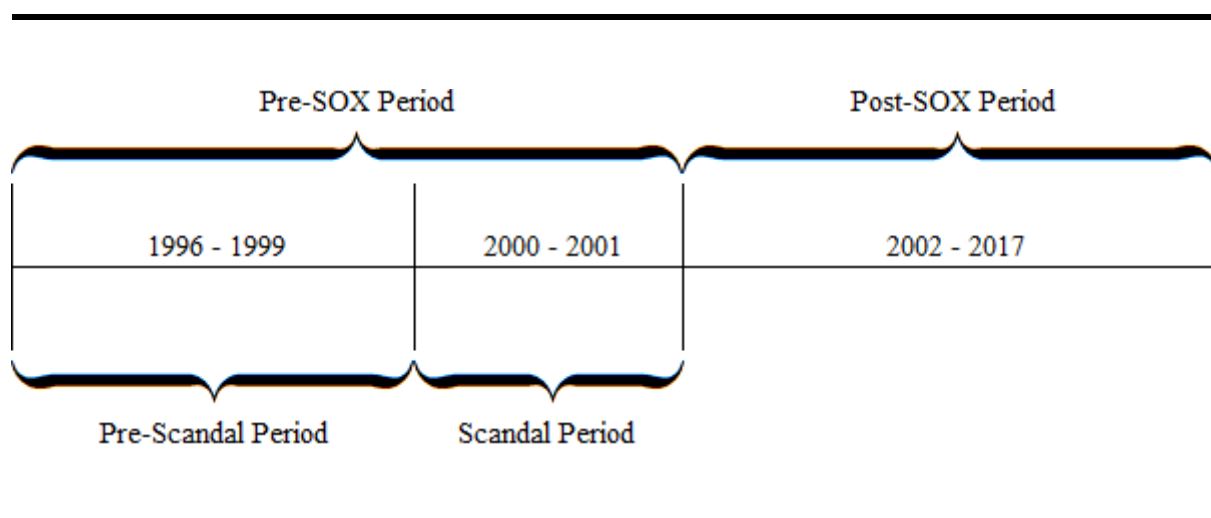 Pre-SOX Period Post-SOX Period
1996 - 1999 2000 - 2001 2002 - 2017
Pre-Scandal Period Scandal Period